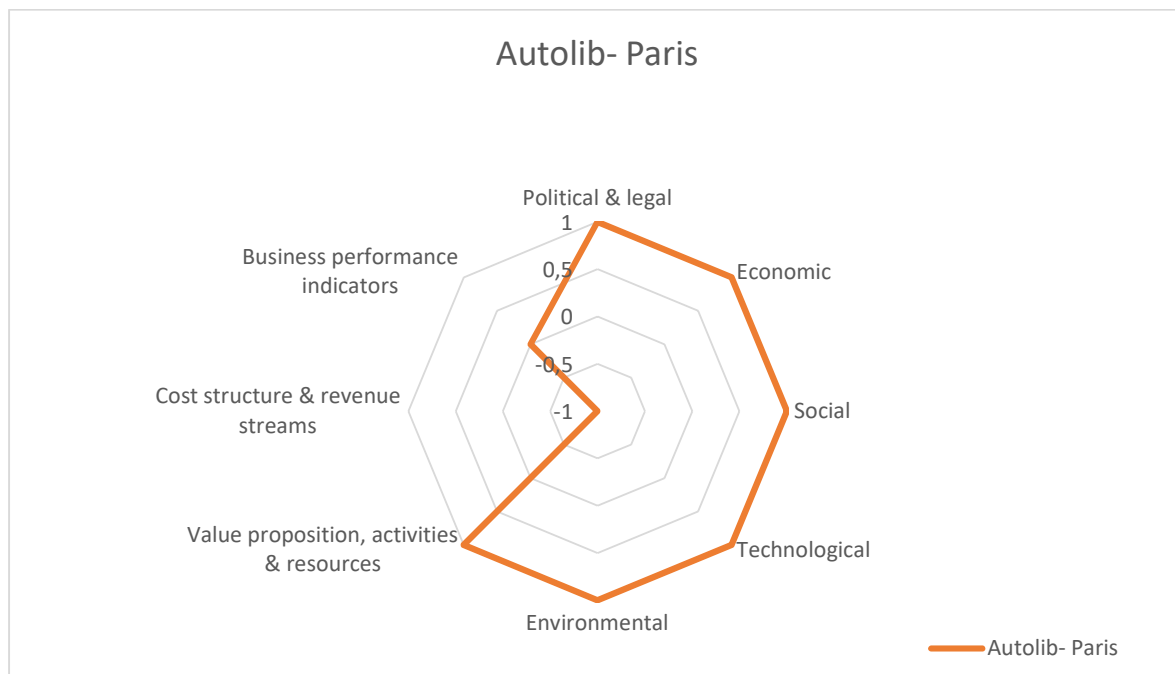 Autolib- Paris
Political & legal
1
0,5
0
-0,5
-1
Economic
Social
Technological
Environmental
Value proposition, activities
& resources
Cost structure & revenue
streams
Business performance
indicators
Autolib- Paris